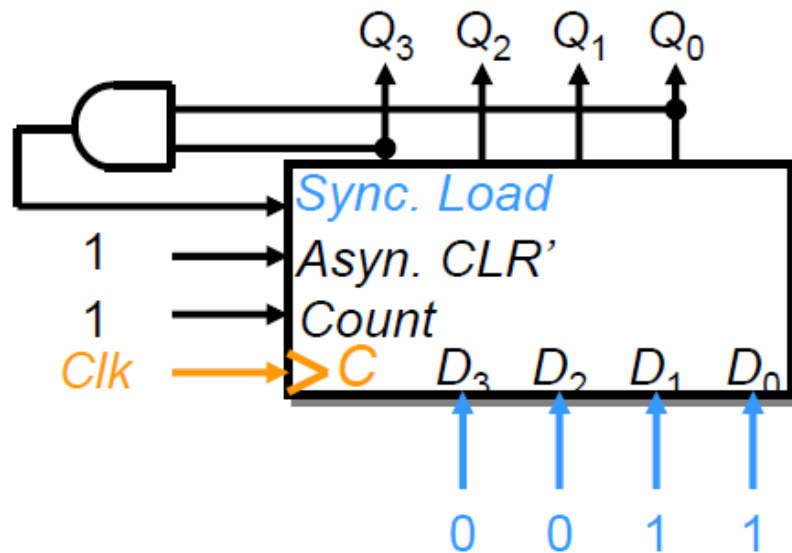 Q3 Q2 Q1 Q0
Sync. Load
1 Asyn. CLR’
1 Count
Clk C D3 D2 D1 D0
0 0 1 1